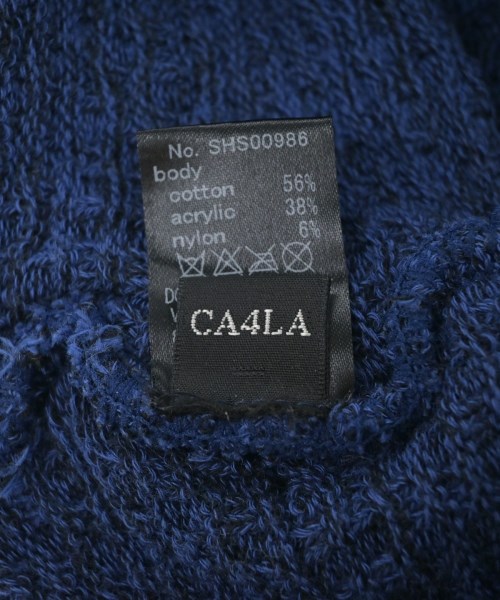 No. SHS00986
body
cotton 56%
acrylic 38%
nylon 6%
CA4LA